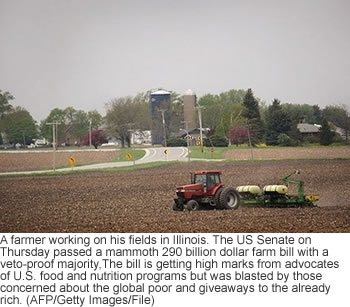 A farmer working on his fields in Illinois. The US Senate on
Thursday passed a mammoth 290 billion dollar farm bill with a
veto-proof majority,The bill is getting high marks from advocates
of U.S. food and nutrition programs but was blasted by those
concerned about the global poor and giveaways to the already
rich. (AFP/Getty Images/File)